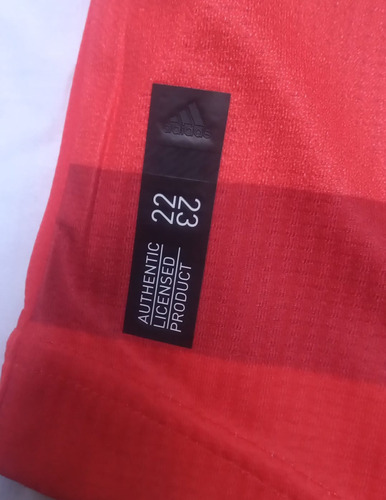 adidas
22
23
AUTHENTIC
LICENSED
PRODUCT